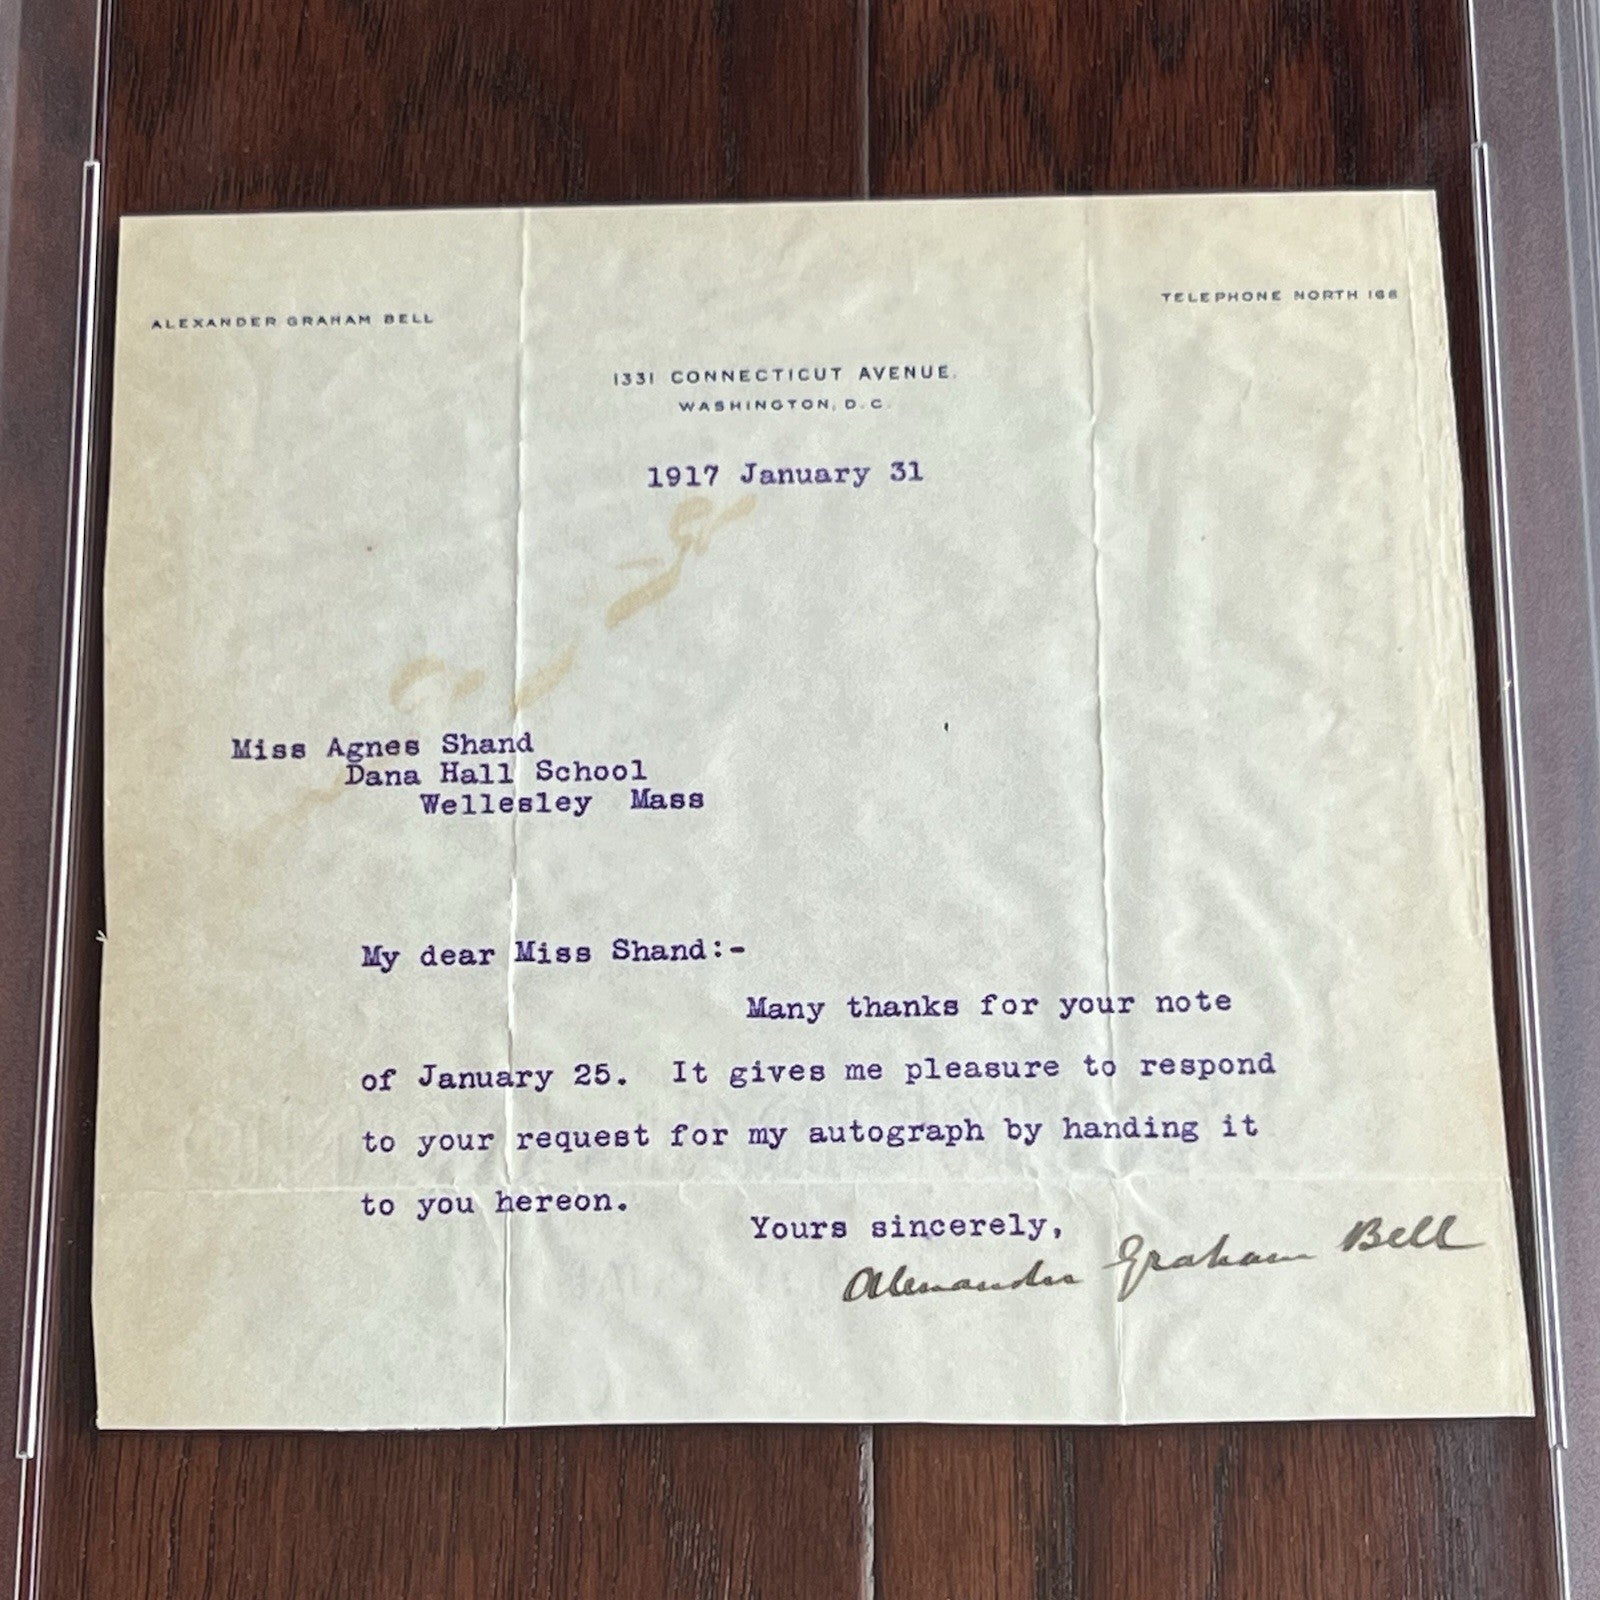 ALEXANDER GRAHAM BELL
TELEPHONE NORTH 168
1331 CONNECTICUT AVENUE.
WASHINGTON, D.C.
1917 January 31
Miss Agnes Shand
Dana Hall School
Wellesley Mass
My dear Miss Shand:-
Many thanks for your note
of January 25. It gives me pleasure to respond
to your request for my autograph by handing it
to you hereon.
Yours sincerely,
Alexander Graham Bell